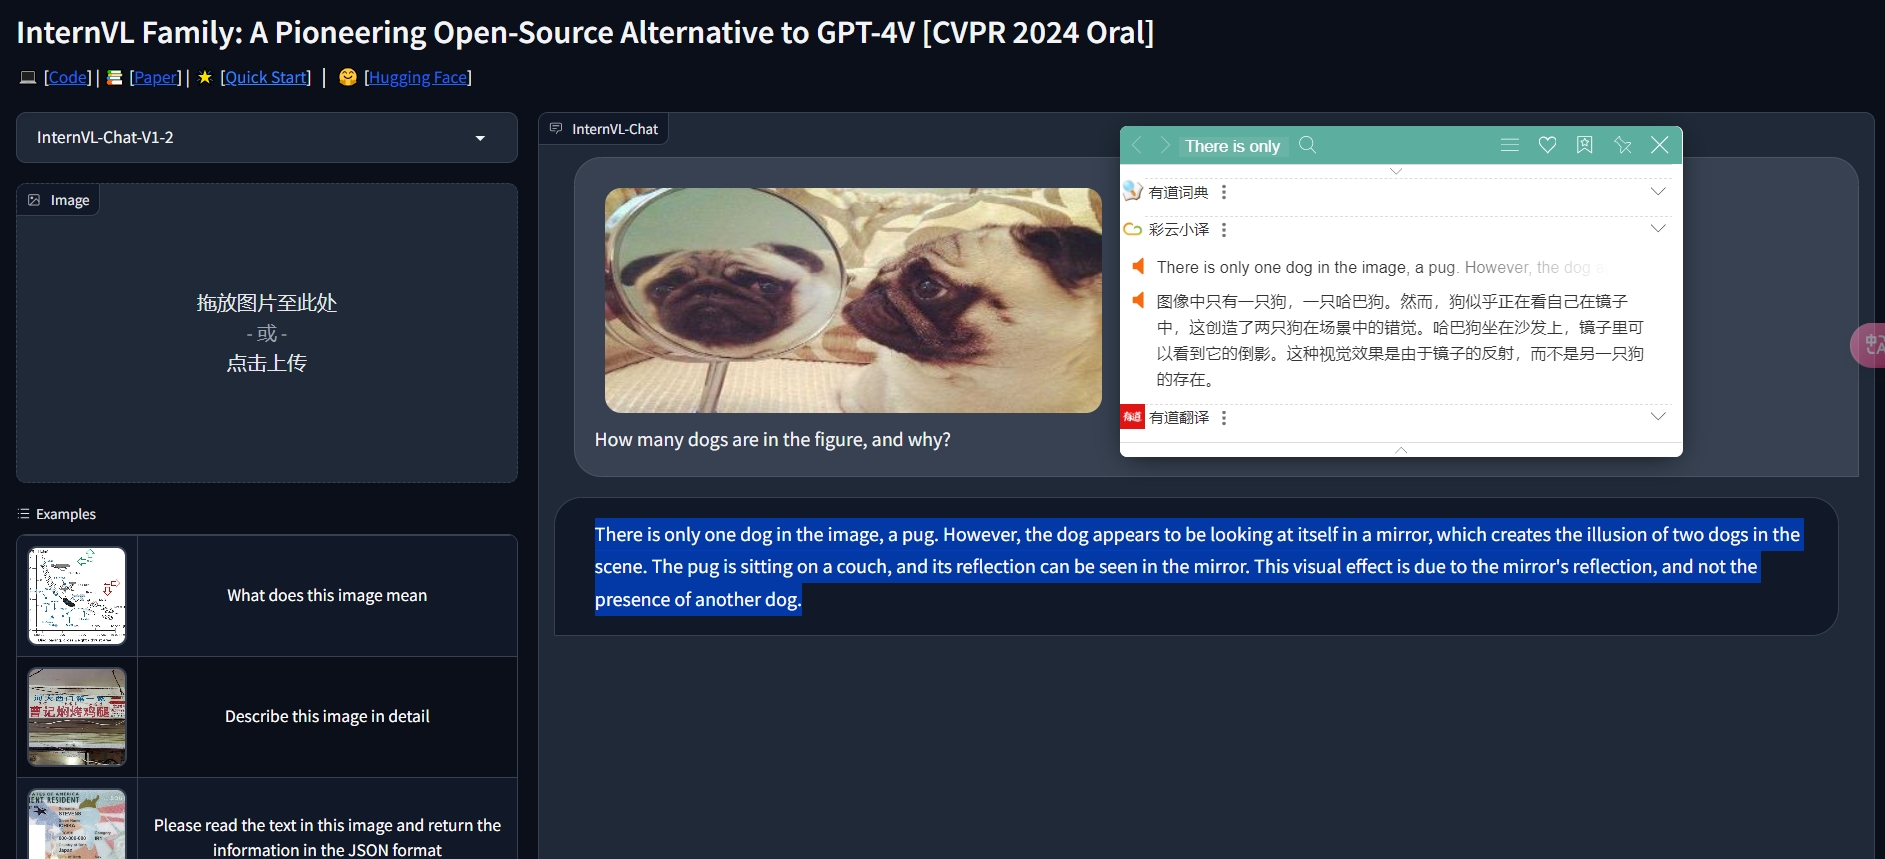 InternVL Family: A Pioneering Open-Source Alternative to GPT-4V [CVPR 2024 Oral]
[Code] | [Paper] | [Quick Start] | [Hugging Face]
InternVL-Chat-V1-2
Image
拖放图片至此处
- 或 -
点击上传
Examples
What does this image mean
曹记焖烤鸡腿
Describe this image in detail
Please read the text in this image and return the
information in the JSON format
InternVL-Chat
How many dogs are in the figure, and why?
There is only one dog in the image, a pug. However, the dog appears to be looking at itself in a mirror, which creates the illusion of two dogs in the
scene. The pug is sitting on a couch, and its reflection can be seen in the mirror. This visual effect is due to the mirror's reflection, and not the
presence of another dog.
There is only
有道词典
彩云小译
There is only one dog in the image, a pug. However, the dog a
图像中只有一只狗，一只哈巴狗。然而，狗似乎正在看自己在镜子
中，这创造了两只狗在场景中的错觉。哈巴狗坐在沙发上，镜子里可
以看到它的倒影。这种视觉效果是由于镜子的反射，而不是另一只狗
的存在。
有道翻译